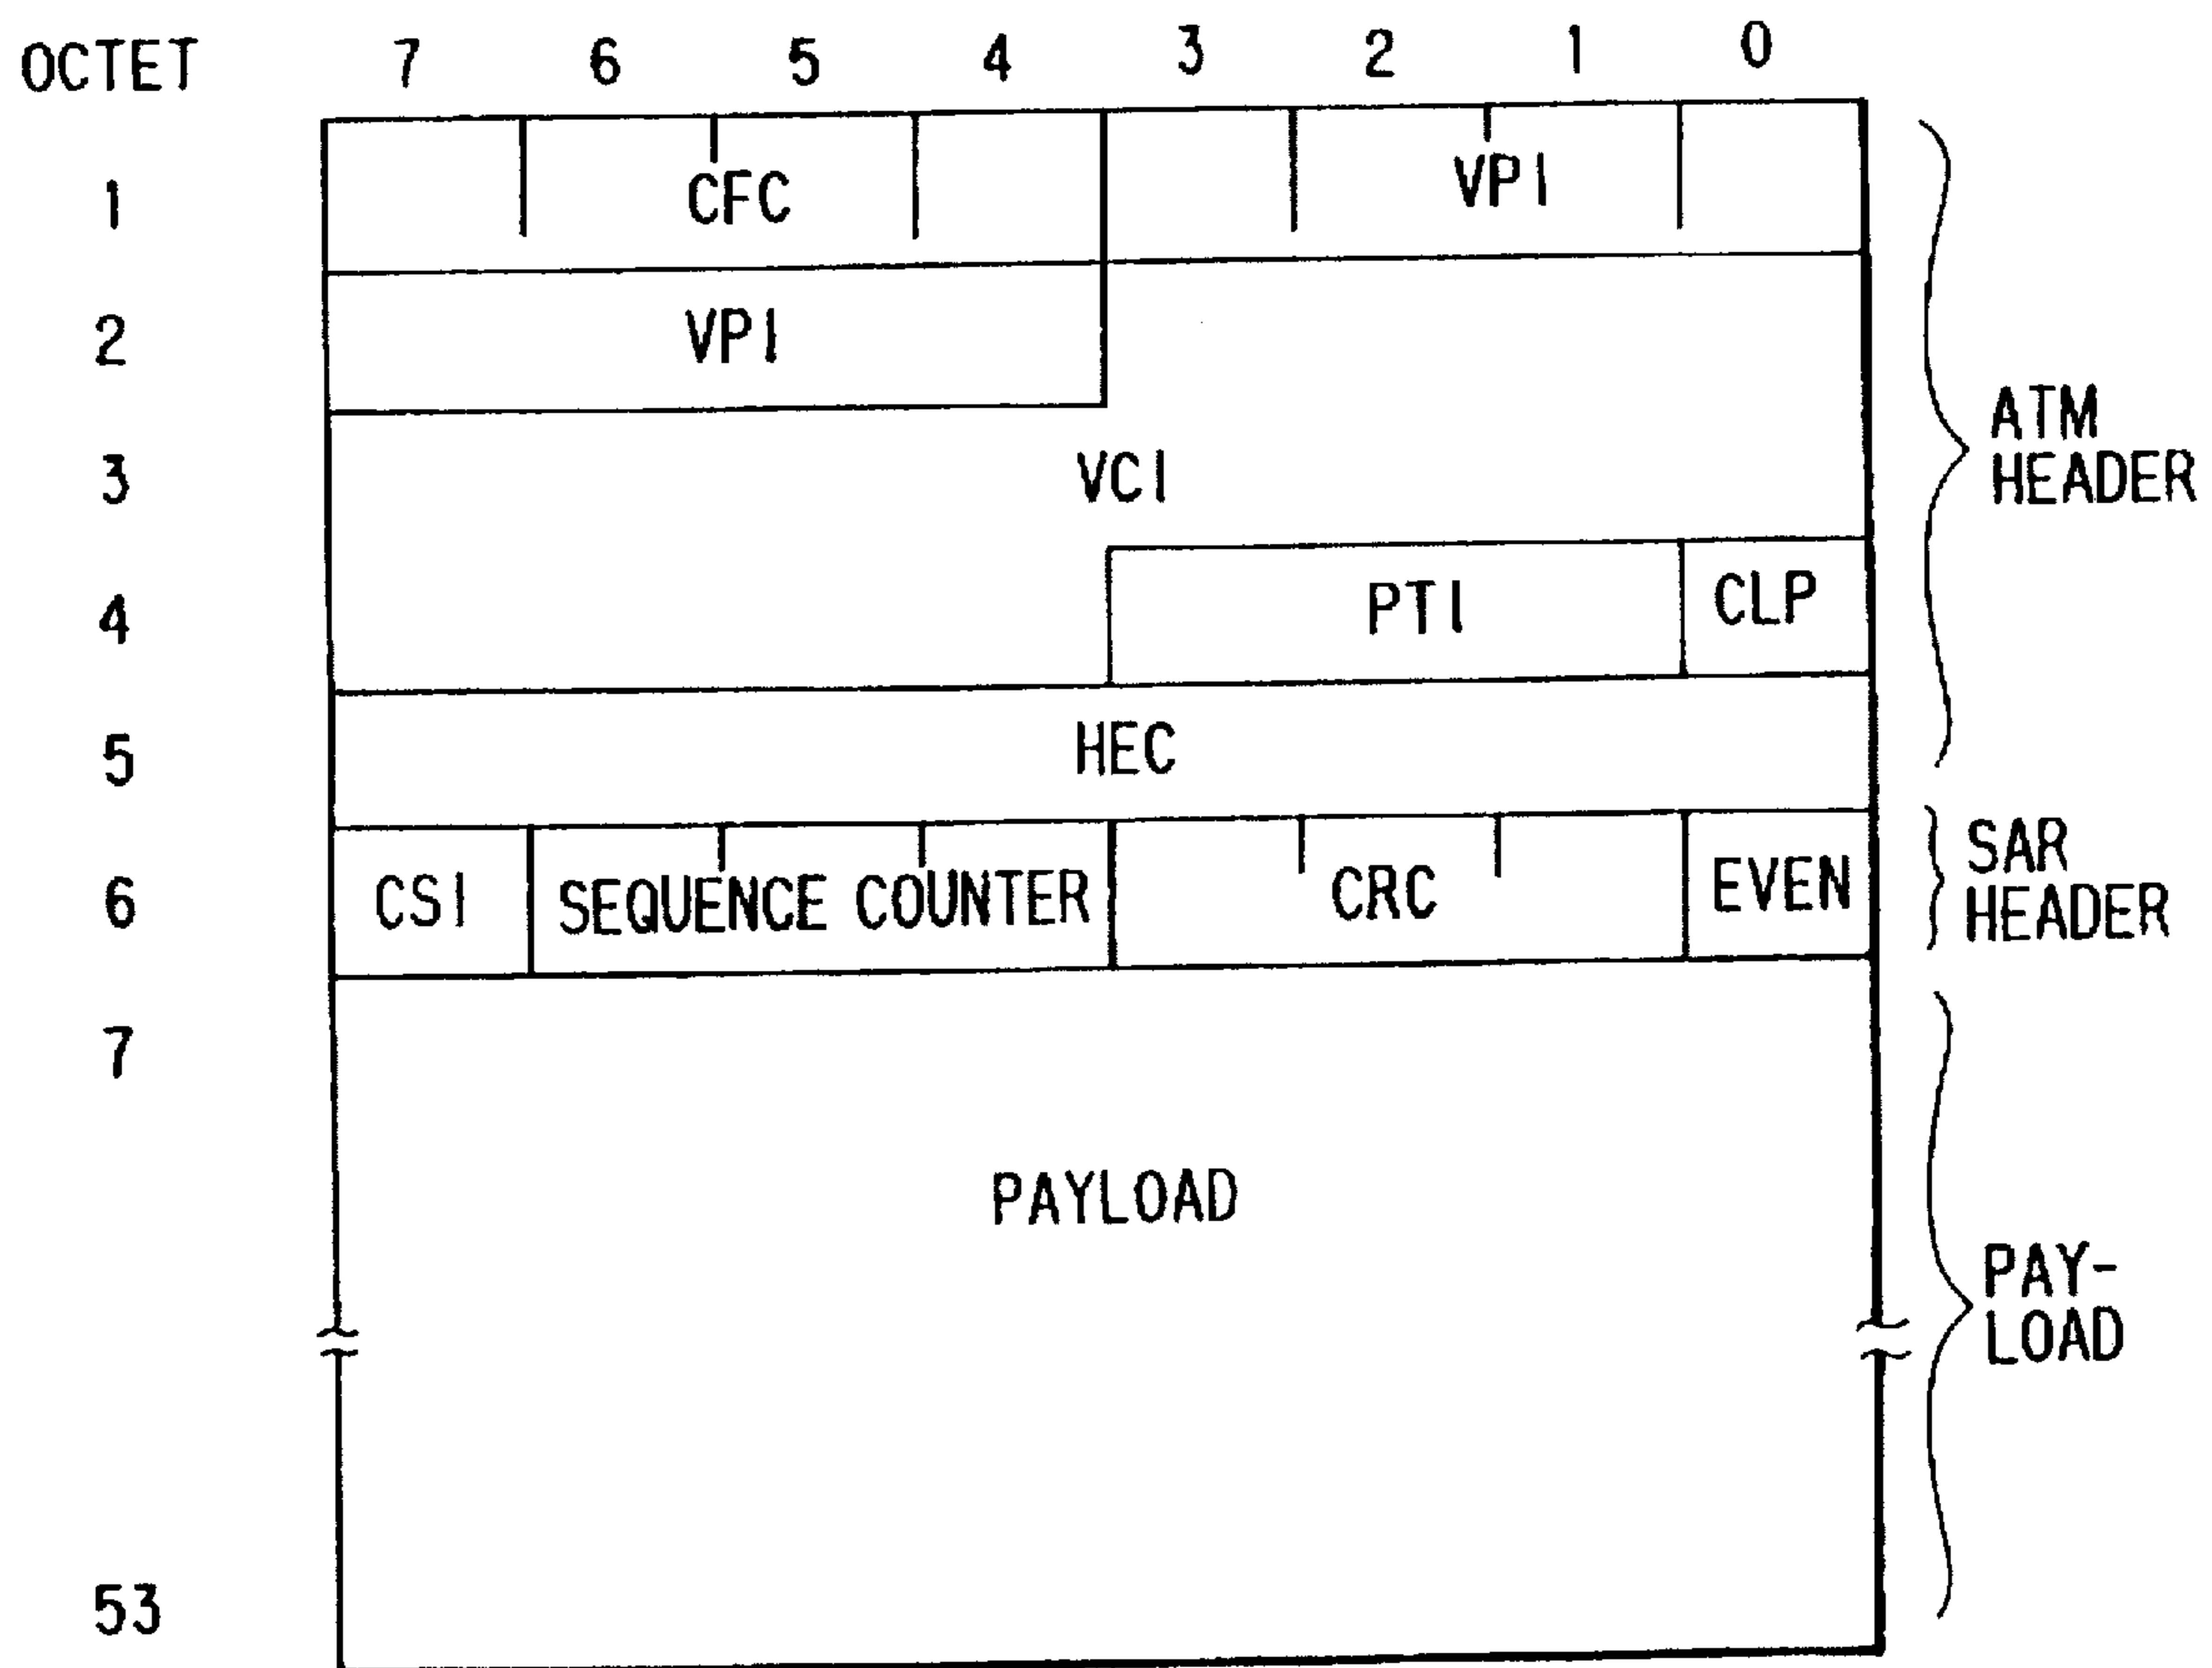 OCTET 7 6 5 4 3 2 1 0
1 CFC VPI
2 VPI
3 VCI
4 PTI CLP
5 HEC
6 CSI SEQUENCE COUNTER CRC EVEN
7
PAYLOAD
53
ATM
HEADER
SAR
HEADER
PAY-
LOAD